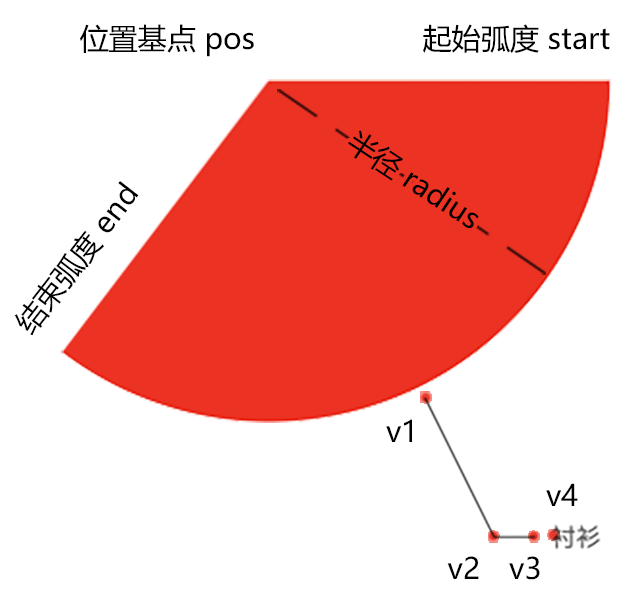 位置基点 pos
起始弧度 start
半径 radius
结束弧度 end
v1
v4
衬衫
v2
v3